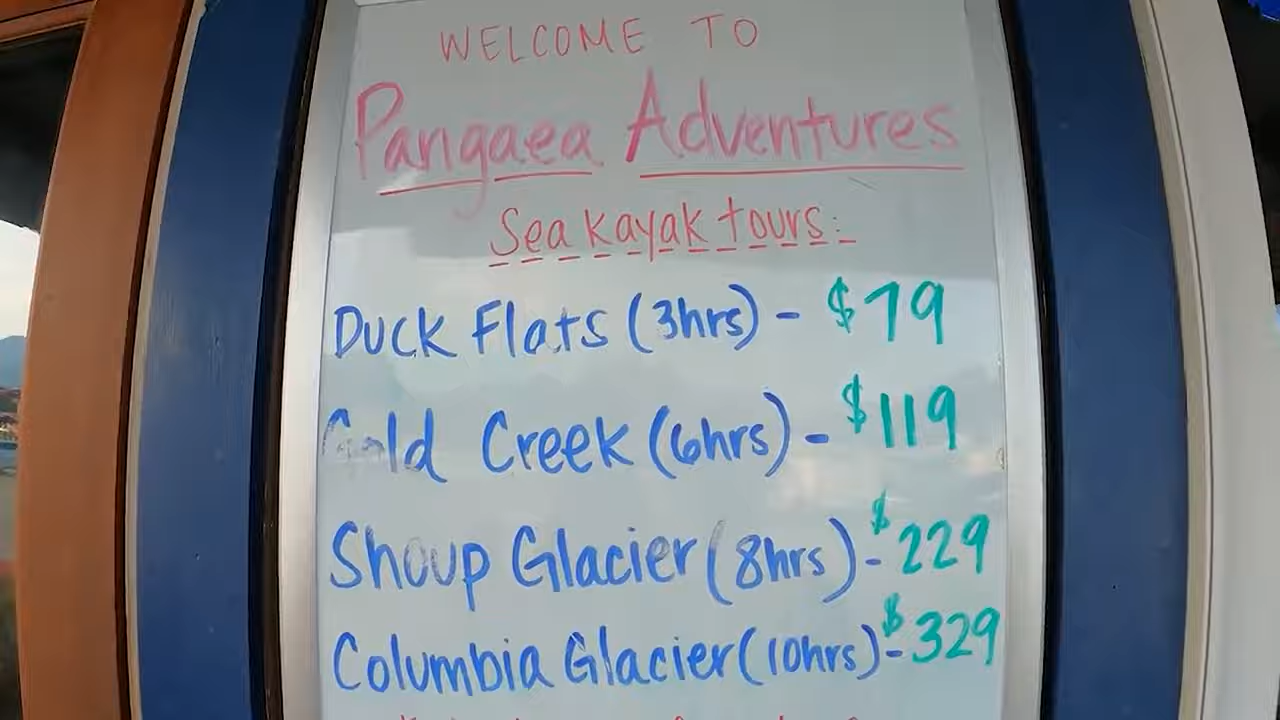 WELCOME TO
Pangaea Adventures
Sea kayak tours:
Duck Flats (3hrs) - $79
Gold Creek (6hrs) - $119
Shoup Glacier (8hrs) - $229
Columbia Glacier (10hrs) - $329